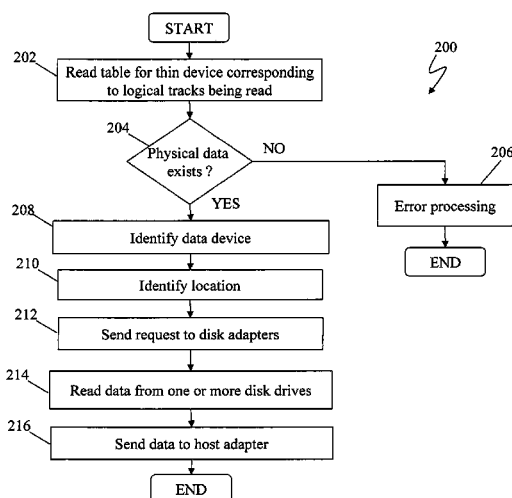 START
200
202
Read table for thin device corresponding
to logical tracks being read
204
Physical data
exists ?
NO
YES
206
Error processing
END
208
Identify data device
210
Identify location
212
Send request to disk adapters
214
Read data from one or more disk drives
216
Send data to host adapter
END